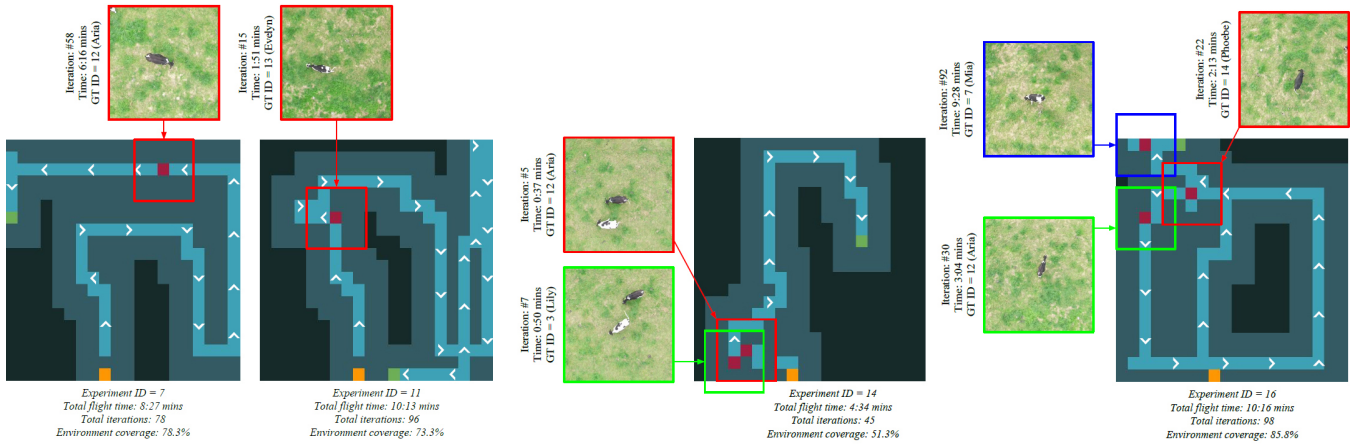 Iteration: #58
Time: 6:16 mins
GT ID = 12 (Aria)
Iteration: #15
Time: 1:51 mins
GT ID = 13 (Evelyn)
Iteration: #5
Time: 0:37 mins
GT ID = 12 (Aria)
Iteration: #7
Time: 0:50 mins
GT ID = 3 (Lily)
Iteration: #92
Time: 9:28 mins
GT ID = 7 (Mia)
Iteration: #22
Time: 2:13 mins
GT ID = 14 (Phoebe)
Iteration: #30
Time: 3:04 mins
GT ID = 12 (Aria)
Experiment ID = 7
Total flight time: 8:27 mins
Total iterations: 78
Environment coverage: 78.3%
Experiment ID = 11
Total flight time: 10:13 mins
Total iterations: 96
Environment coverage: 73.3%
Experiment ID = 14
Total flight time: 4:34 mins
Total iterations: 45
Environment coverage: 51.3%
Experiment ID = 16
Total flight time: 10:16 mins
Total iterations: 98
Environment coverage: 85.8%